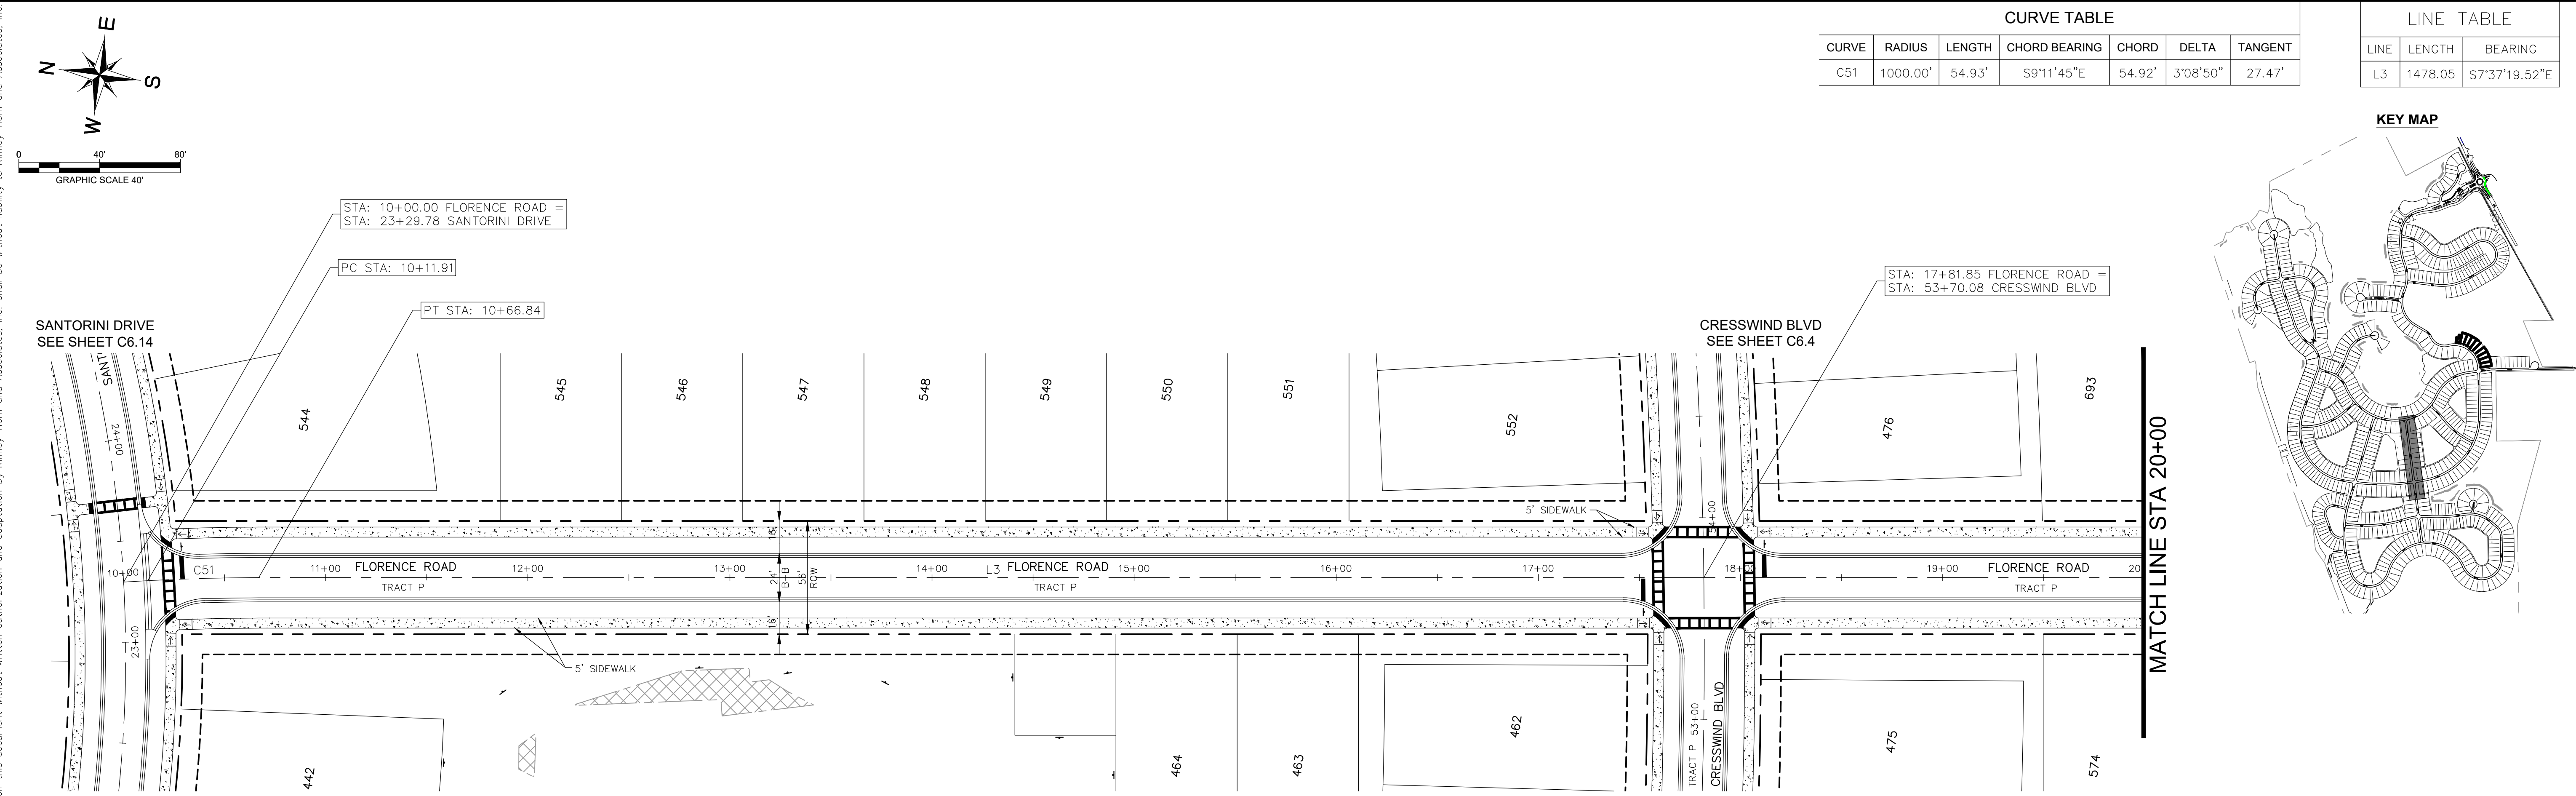 CURVE TABLE
CURVE RADIUS LENGTH CHORD BEARING CHORD DELTA TANGENT
C51 1000.00' 54.93' S9°11'45"E 54.92' 3°08'50" 27.47'
LINE TABLE
LINE LENGTH BEARING
L3 1478.05 S7°37'19.52"E
KEY MAP
N
E
S
W
0 40' 80'
GRAPHIC SCALE 40'
STA: 10+00.00 FLORENCE ROAD =
STA: 23+29.78 SANTORINI DRIVE
PC STA: 10+11.91
PT STA: 10+66.84
STA: 17+81.85 FLORENCE ROAD =
STA: 53+70.08 CRESSWIND BLVD
SANTORINI DRIVE
SEE SHEET C6.14
CRESSWIND BLVD
SEE SHEET C6.4
SANTI
24+00
544
545
546
547
548
549
550
551
552
476
693
5' SIDEWALK
54+00
16'
10+00 C51 11+00 FLORENCE ROAD 12+00 13+00 14+00 L3 FLORENCE ROAD 15+00 16+00 17+00 18+00 19+00 FLORENCE ROAD 20
TRACT P
TRACT P
TRACT P
24'
B-B
56'
ROW
16'
23+00
5' SIDEWALK
442
464
463
462
TRACT P 53+00
CRESSWIND BLVD
475
574
MATCH LINE STA 20+00